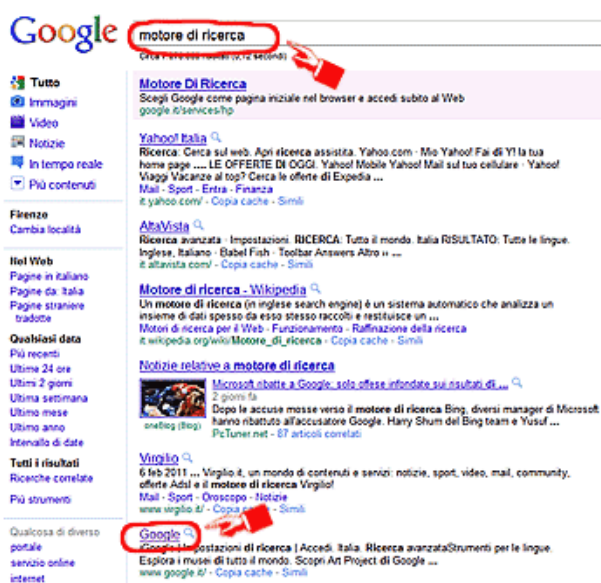 Google
motore di ricerca
Tutto
Immagini
Video
Notizie
In tempo reale
Più contenuti
Firenze
Cambia località
Nel Web
Pagine in italiano
Pagine da: Italia
Pagine straniere
tradotte
Qualsiasi data
Più recenti
Ultime 24 ore
Ultimi 2 giorni
Ultima settimana
Ultimo mese
Ultimo anno
Intervallo di date
Tutti i risultati
Ricerche correlate
Più strumenti
Qualcosa di diverso
portale
servizio online
internet
Motore Di Ricerca
Scegli Google come pagina iniziale nel browser e accedi subito al Web
google.it/services/hp
Yahoo! Italia
Ricerca: Cerca sul web. Apri ricerca assistita. Yahoo.com · Mio Yahoo! Fai di Y! la tua
home page .... LE OFFERTE DI OGGI. Yahoo! Mobile Yahoo! Mail sul tuo cellulare · Yahoo!
Viaggi Vacanze al top? Cerca le offerte di Expedia ...
Mail - Sport - Entra - Finanza
it.yahoo.com/ - Copia cache - Simili
AltaVista
Ricerca avanzata · Impostazioni. RICERCA: Tutto il mondo. Italia RISULTATO: Tutte le lingue.
Inglese, Italiano · Babel Fish · Toolbar Answers Altro » ...
it.altavista.com/ - Copia cache - Simili
Motore di ricerca - Wikipedia
Un motore di ricerca (in inglese search engine) è un sistema automatico che analizza un
insieme di dati spesso da esso stesso raccolti e restituisce un ...
Motori di ricerca per il Web - Funzionamento - Raffinazione della ricerca
it.wikipedia.org/wiki/Motore_di_ricerca - Copia cache - Simili
Notizie relative a motore di ricerca
Microsoft ribatte a Google: solo offese infondate sui risultati di ...
2 giorni fa
Dopo le accuse mosse verso il motore di ricerca Bing, diversi manager di Microsoft
hanno ribattuto all'accusatore Google. Harry Shum del Bing team e Yusuf ...
PcTuner.net - 87 articoli correlati
oneBlog (Blog)
Virgilio
6 feb 2011 ... Virgilio.it, un mondo di contenuti e servizi: notizie, sport, video, mail, community,
offerte Adsl e il motore di ricerca Virgilio!
Mail - Sport - Oroscopo - Notizie
www.virgilio.it/ - Copia cache - Simili
Google
iGoogle | Impostazioni di ricerca | Accedi. Italia. Ricerca avanzataStrumenti per le lingue.
Esplora i musei di tutto il mondo. Scopri Art Project di Google ...
www.google.it/ - Copia cache - Simili